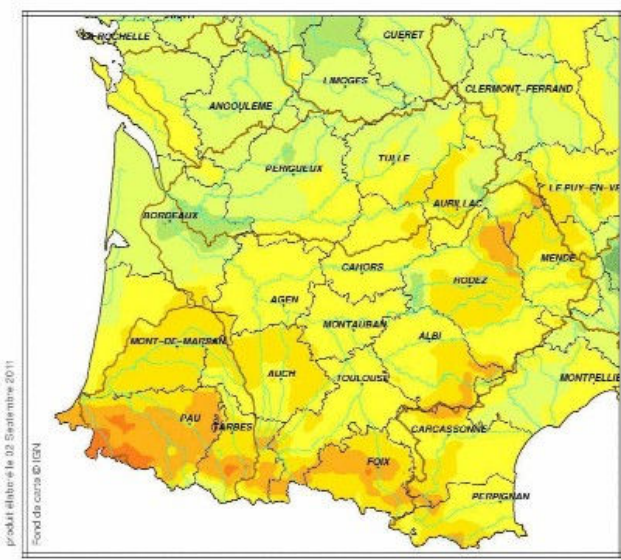 LA ROCHELLE
GUERET
LIMOGES
CLERMONT-FERRAND
ANGOULEME
PERIGUEUX
TULLE
LE PUY-EN-VE
AURILLAC
BORDEAUX
MENDE
CAHORS
RODEZ
AGEN
MONTAUBAN
ALBI
MONT-DE-MARSAN
AUCH
TOULOUSE
MONTPELLIE
PAU
TARBES
CARCASSONNE
FOIX
PERPIGNAN
produit élaboré le 02 Septembre 2011
Fond de carte © IGN